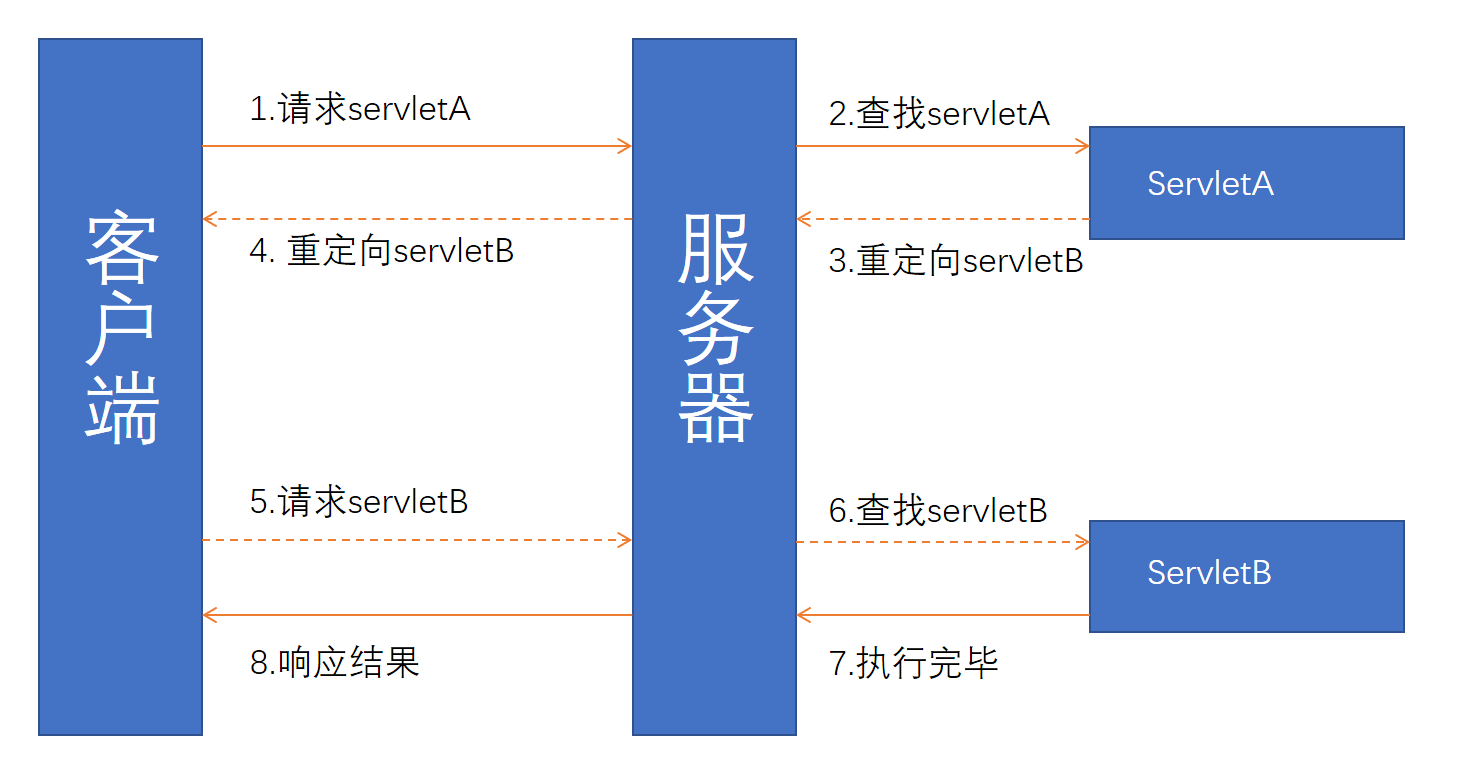 客户端
服务器
1.请求servletA
2.查找servletA
ServletA
4. 重定向servletB
3.重定向servletB
5.请求servletB
6.查找servletB
ServletB
8.响应结果
7.执行完毕